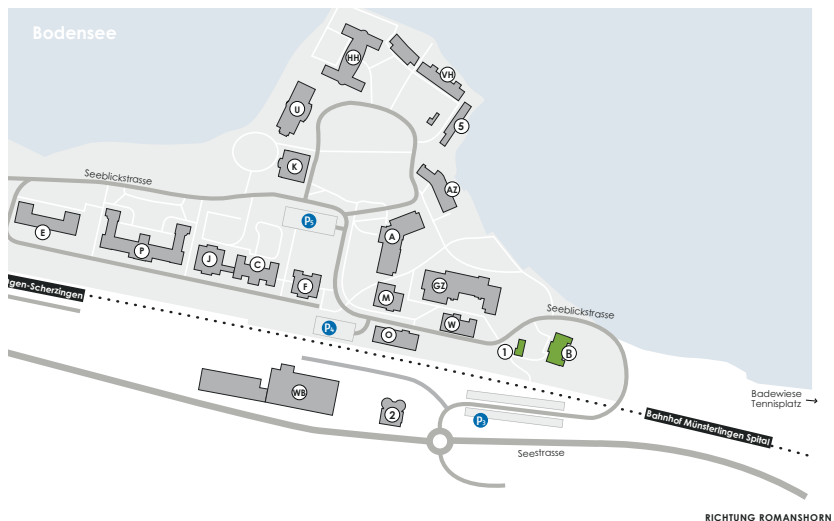 Bodensee
HH
VH
U
5
K
Seeblickstrasse
AZ
P5
E
P
A
J
C
F
GZ
M
gen-Scherzingen
Seeblickstrasse
P4
O
W
1
B
WB
2
Badewiese
Tennisplatz
P3
Bahnhof Münsterlingen Spital
Seestrasse
RICHTUNG ROMANSHORN